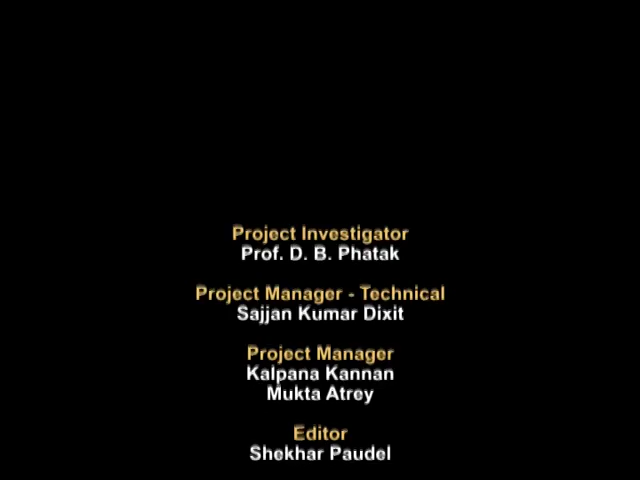 Project Investigator
Prof. D. B. Phatak
Project Manager - Technical
Sajjan Kumar Dixit
Project Manager
Kalpana Kannan
Mukta Atrey
Editor
Shekhar Paudel